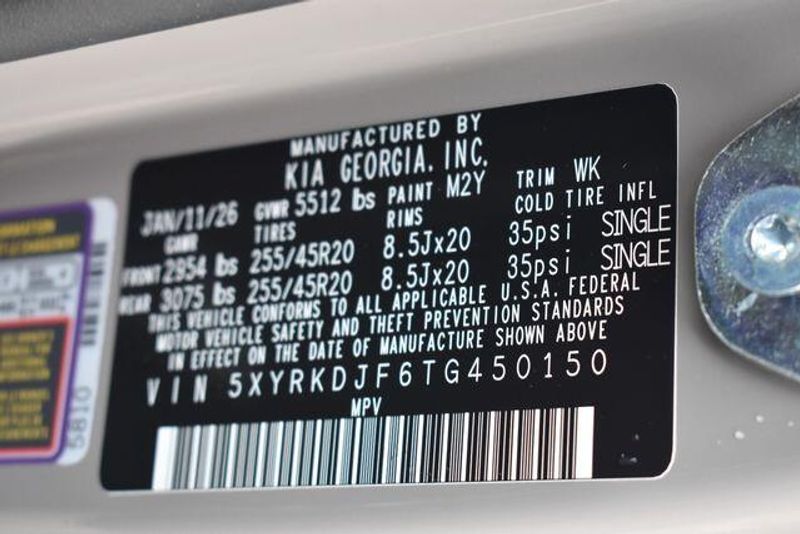 MANUFACTURED BY
KIA GEORGIA. INC.
JAN/11/26 GVWR 5512 lbs PAINT M2Y TRIM WK
GAWR TIRES RIMS COLD TIRE INFL
FRONT 2954 lbs 255/45R20 8.5Jx20 35psi SINGLE
REAR 3075 lbs 255/45R20 8.5Jx20 35psi SINGLE
THIS VEHICLE CONFORMS TO ALL APPLICABLE U.S.A. FEDERAL
MOTOR VEHICLE SAFETY AND THEFT PREVENTION STANDARDS
IN EFFECT ON THE DATE OF MANUFACTURE SHOWN ABOVE
VIN 5XYRKDJF6TG450150
MPV